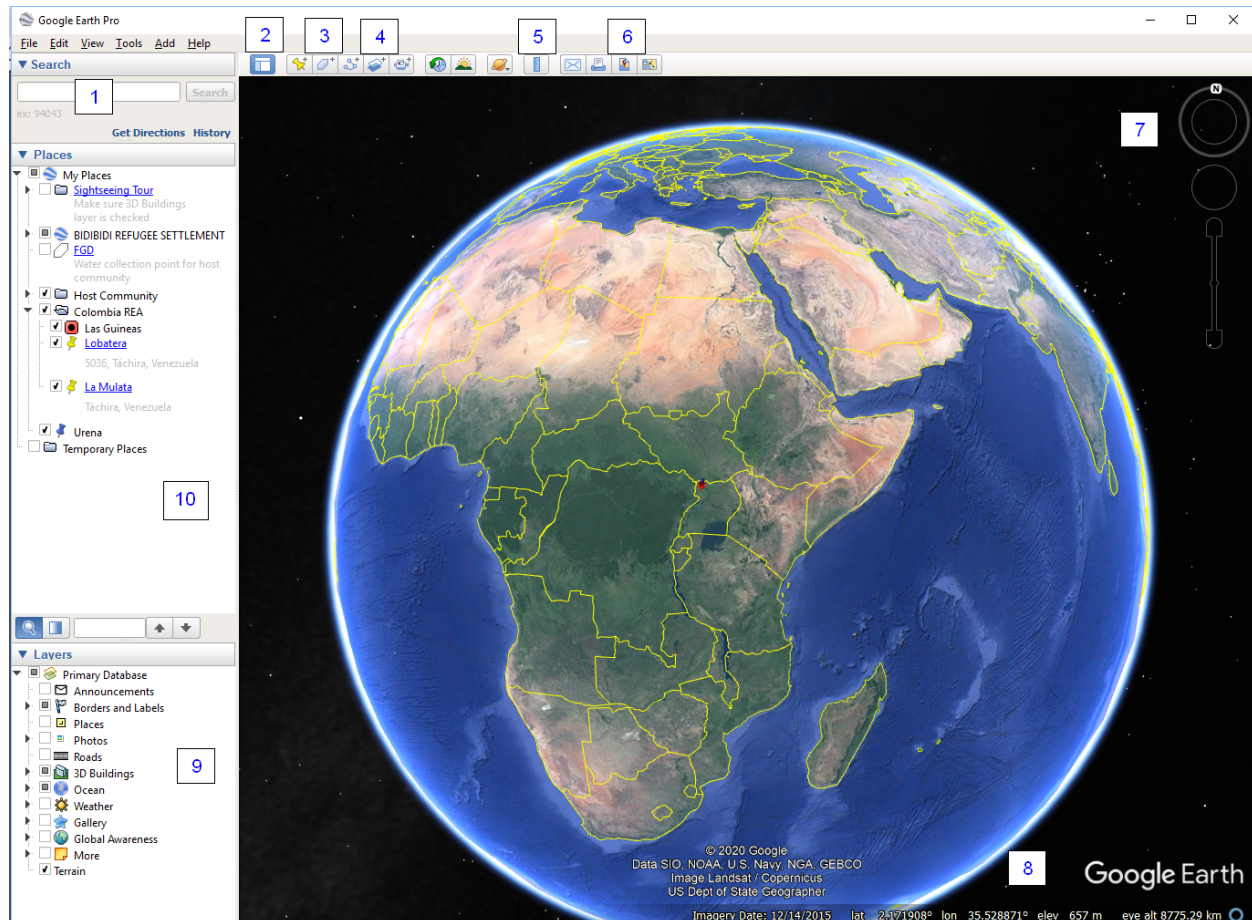 Google Earth Pro
File Edit View Tools Add Help
2 3 4 5 6
Search
1
Search
ex: 94043
Get Directions History
Places
My Places
Sightseeing Tour
Make sure 3D Buildings
layer is checked
BIDIBIDI REFUGEE SETTLEMENT
FGD
Water collection point for host
community
Host Community
Colombia REA
Las Guineas
Lobatera
5036, Táchira, Venezuela
La Mulata
Táchira, Venezuela
Urena
Temporary Places
10
Layers
Primary Database
Announcements
Borders and Labels
Places
Photos
Roads
9
3D Buildings
Ocean
Weather
Gallery
Global Awareness
More
Terrain
N
7
© 2020 Google
Data SIO, NOAA, U.S. Navy, NGA, GEBCO
Image Landsat / Copernicus
US Dept of State Geographer
8
Google Earth
Imagery Date: 12/14/2015 lat 2.171908° lon 35.528871° elev 657 m eye alt 8775.29 km